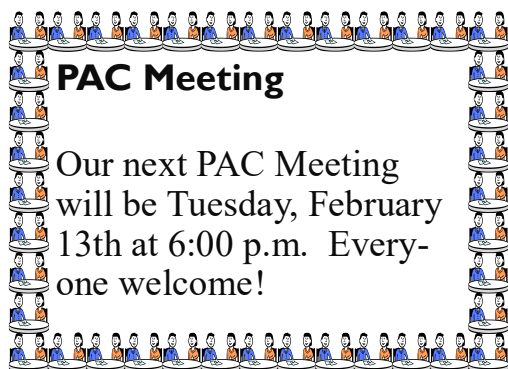 PAC Meeting
Our next PAC Meeting
will be Tuesday, February
13th at 6:00 p.m.  Every-
one welcome!